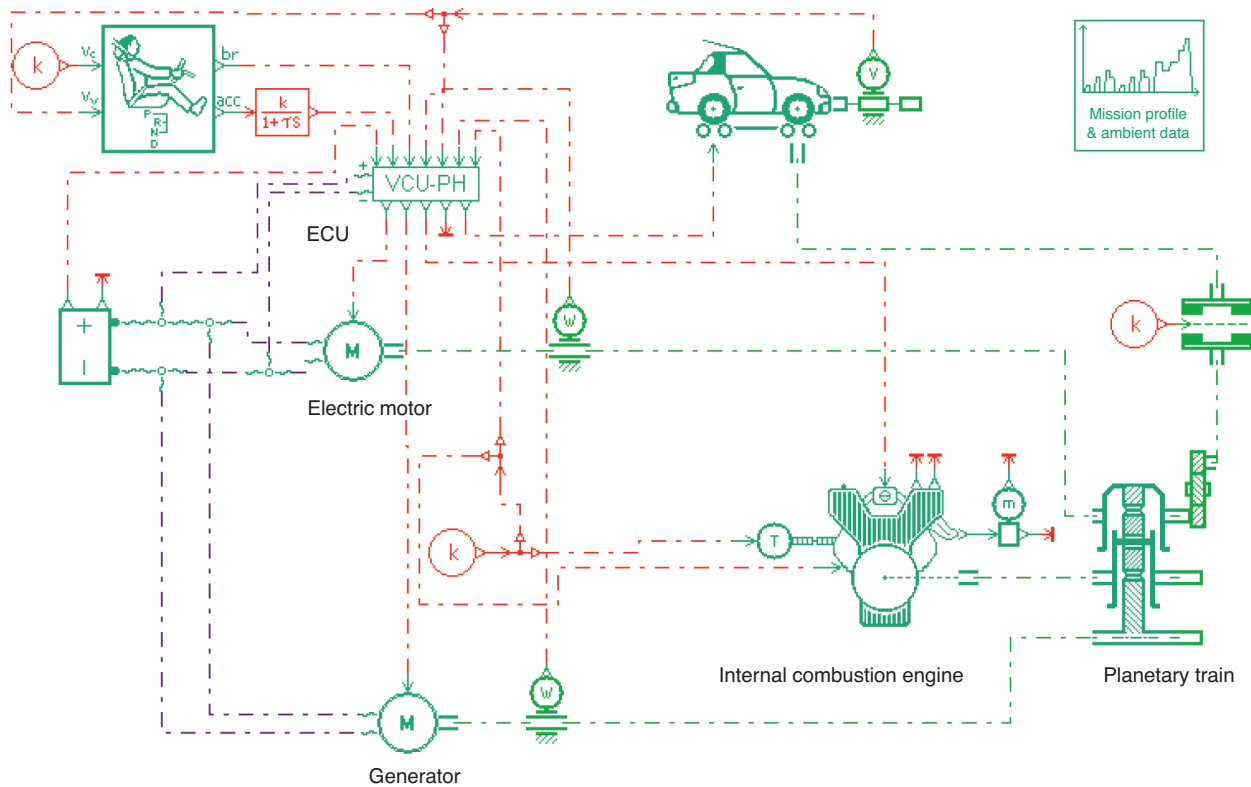 k
Vc
Vv
br
acc
P
R
N
D
k
1+τs
V
Mission profile
& ambient data
+
−
VCU-PH
ECU
+
−
M
Electric motor
w
k
k
T
m
Internal combustion engine
Planetary train
M
Generator
w